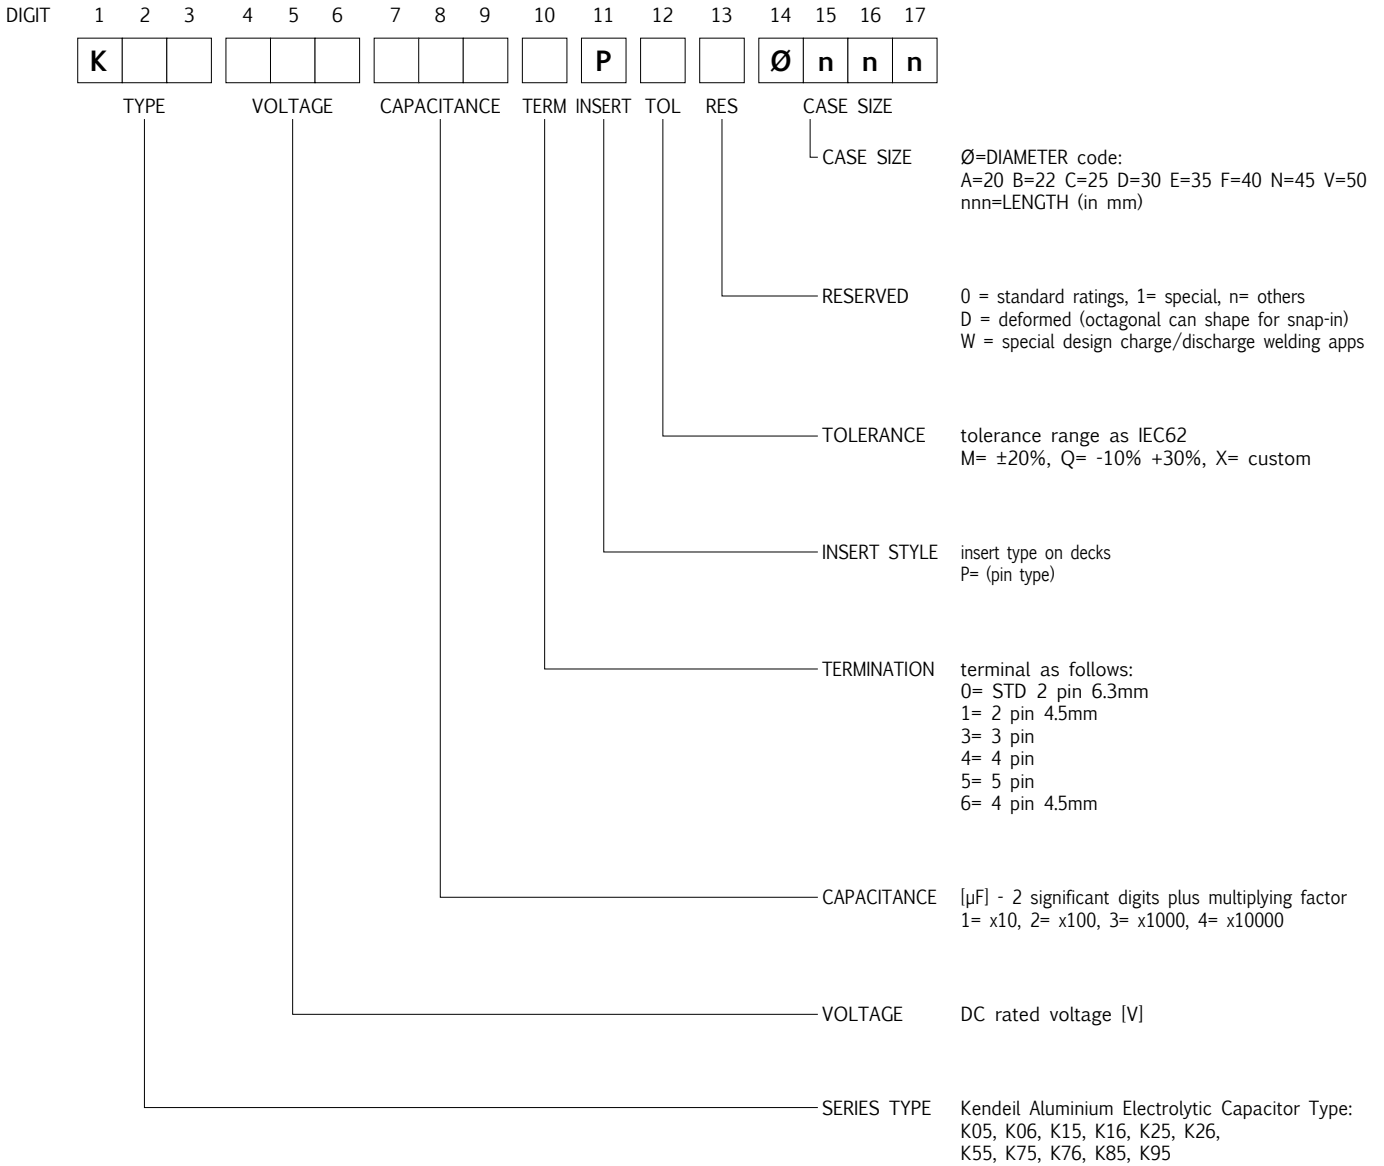 DIGIT 1 2 3 4 5 6 7 8 9 10 11 12 13 14 15 16 17
K P Ø n n n
TYPE VOLTAGE CAPACITANCE TERM INSERT TOL RES CASE SIZE
CASE SIZE Ø=DIAMETER code:
A=20 B=22 C=25 D=30 E=35 F=40 N=45 V=50
nnn=LENGTH (in mm)
RESERVED 0 = standard ratings, 1= special, n= others
D = deformed (octagonal can shape for snap-in)
W = special design charge/discharge welding apps
TOLERANCE tolerance range as IEC62
M= ±20%, Q= -10% +30%, X= custom
INSERT STYLE insert type on decks
P= (pin type)
TERMINATION terminal as follows:
0= STD 2 pin 6.3mm
1= 2 pin 4.5mm
3= 3 pin
4= 4 pin
5= 5 pin
6= 4 pin 4.5mm
CAPACITANCE [µF] - 2 significant digits plus multiplying factor
1= x10, 2= x100, 3= x1000, 4= x10000
VOLTAGE DC rated voltage [V]
SERIES TYPE Kendeil Aluminium Electrolytic Capacitor Type:
K05, K06, K15, K16, K25, K26,
K55, K75, K76, K85, K95